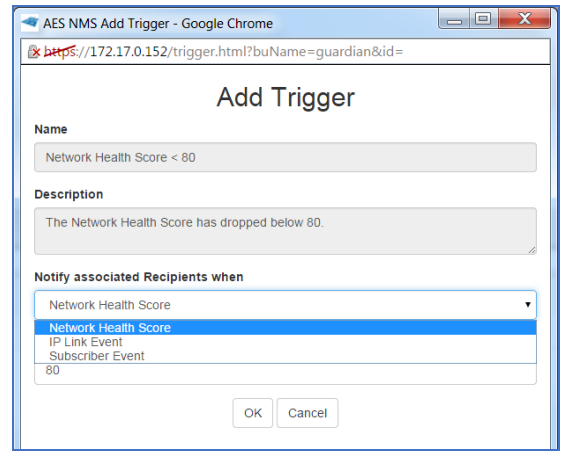 AES NMS Add Trigger - Google Chrome
https://172.17.0.152/trigger.html?buName=guardian&id=
Add Trigger
Name
Network Health Score < 80
Description
The Network Health Score has dropped below 80.
Notify associated Recipients when
Network Health Score
Network Health Score
IP Link Event
Subscriber Event
80
OK Cancel